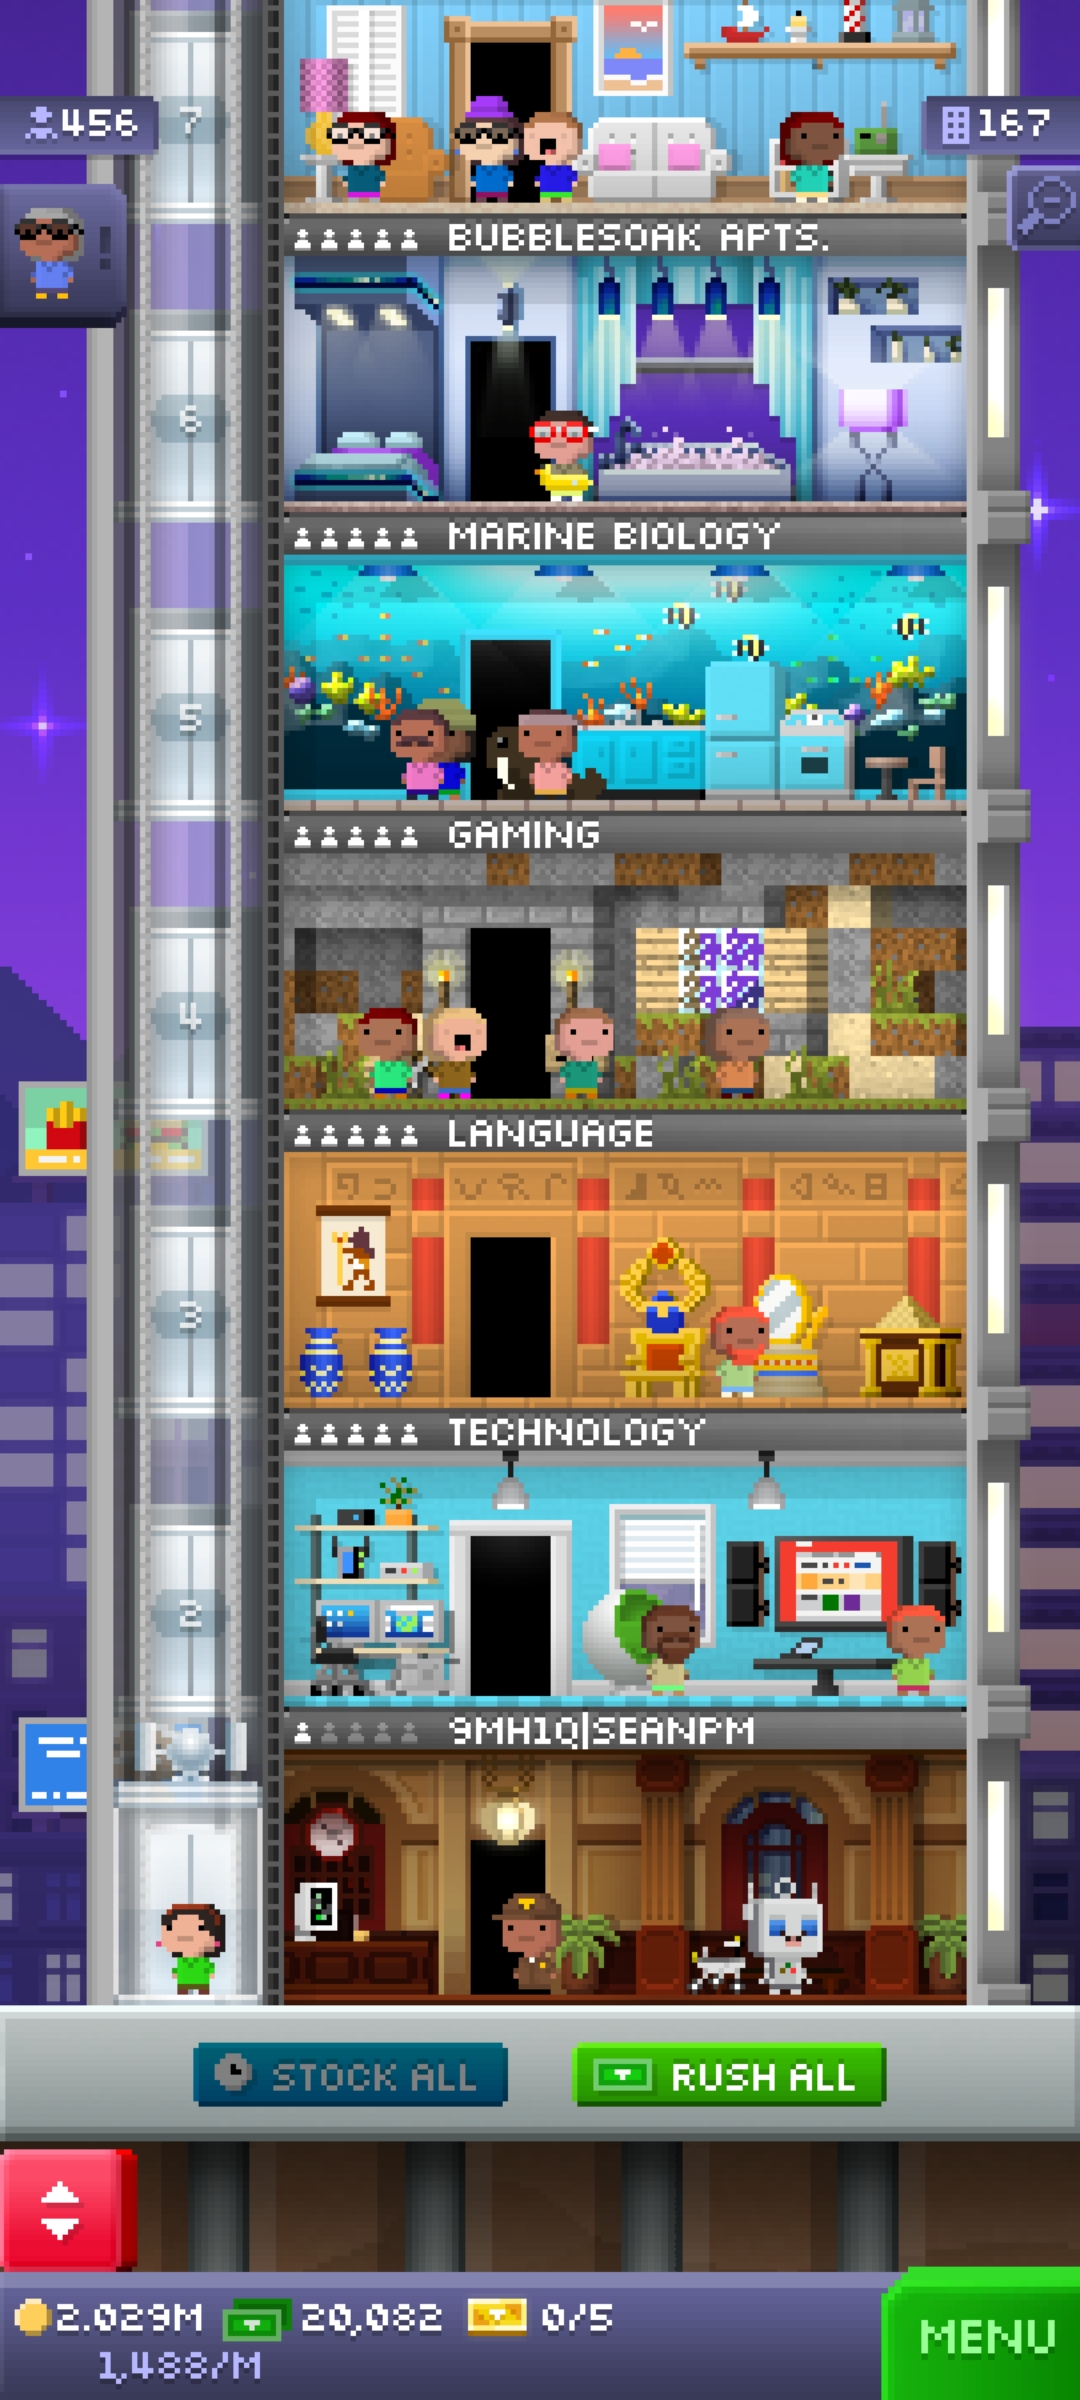 7
456
167
!
BUBBLESOAK APTS.
6
MARINE BIOLOGY
5
GAMING
4
LANGUAGE
3
TECHNOLOGY
2
9MH1Q|SEANPM
STOCK ALL
RUSH ALL
2.029M
20,082
0/5
1,488/M
MENU